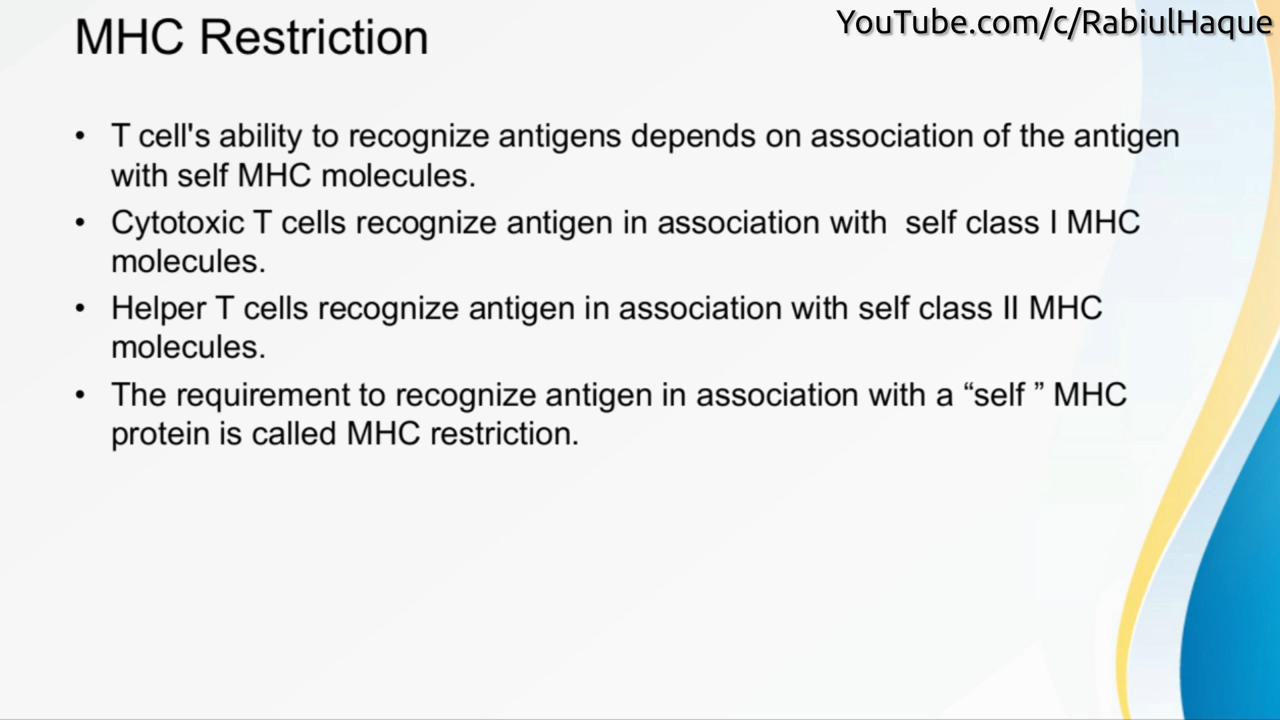 MHC Restriction
YouTube.com/c/RabiulHaque
• T cell's ability to recognize antigens depends on association of the antigen
with self MHC molecules.
• Cytotoxic T cells recognize antigen in association with  self class I MHC
molecules.
• Helper T cells recognize antigen in association with self class II MHC
molecules.
• The requirement to recognize antigen in association with a “self ” MHC
protein is called MHC restriction.